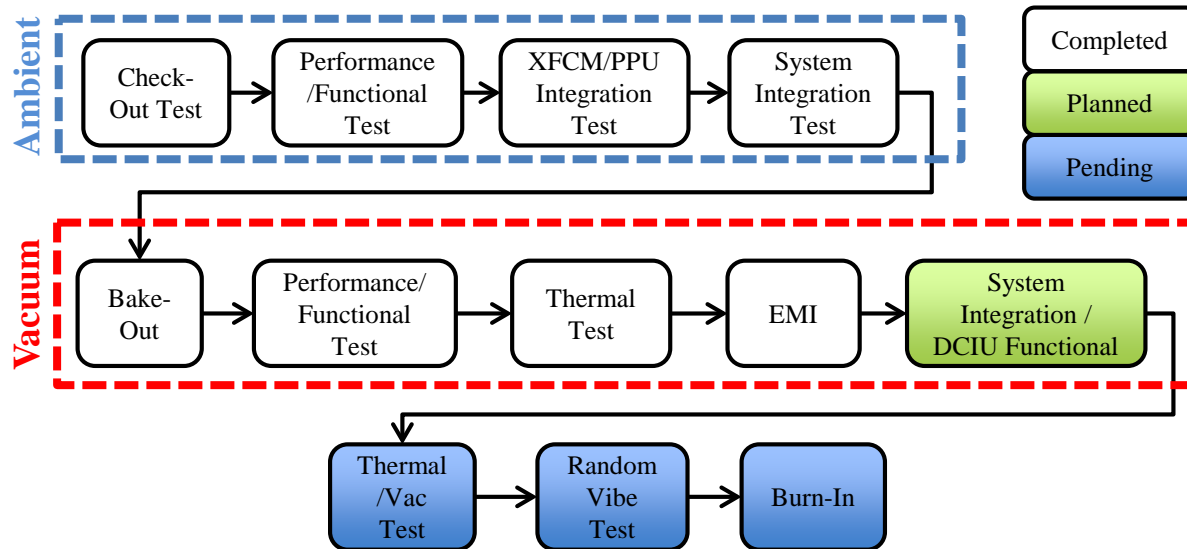 Ambient
Check-
Out Test
Performance
/Functional
Test
XFCM/PPU
Integration
Test
System
Integration
Test
Completed
Planned
Pending
Vacuum
Bake-
Out
Performance/
Functional
Test
Thermal
Test
EMI
System
Integration /
DCIU Functional
Thermal
/Vac
Test
Random
Vibe
Test
Burn-In